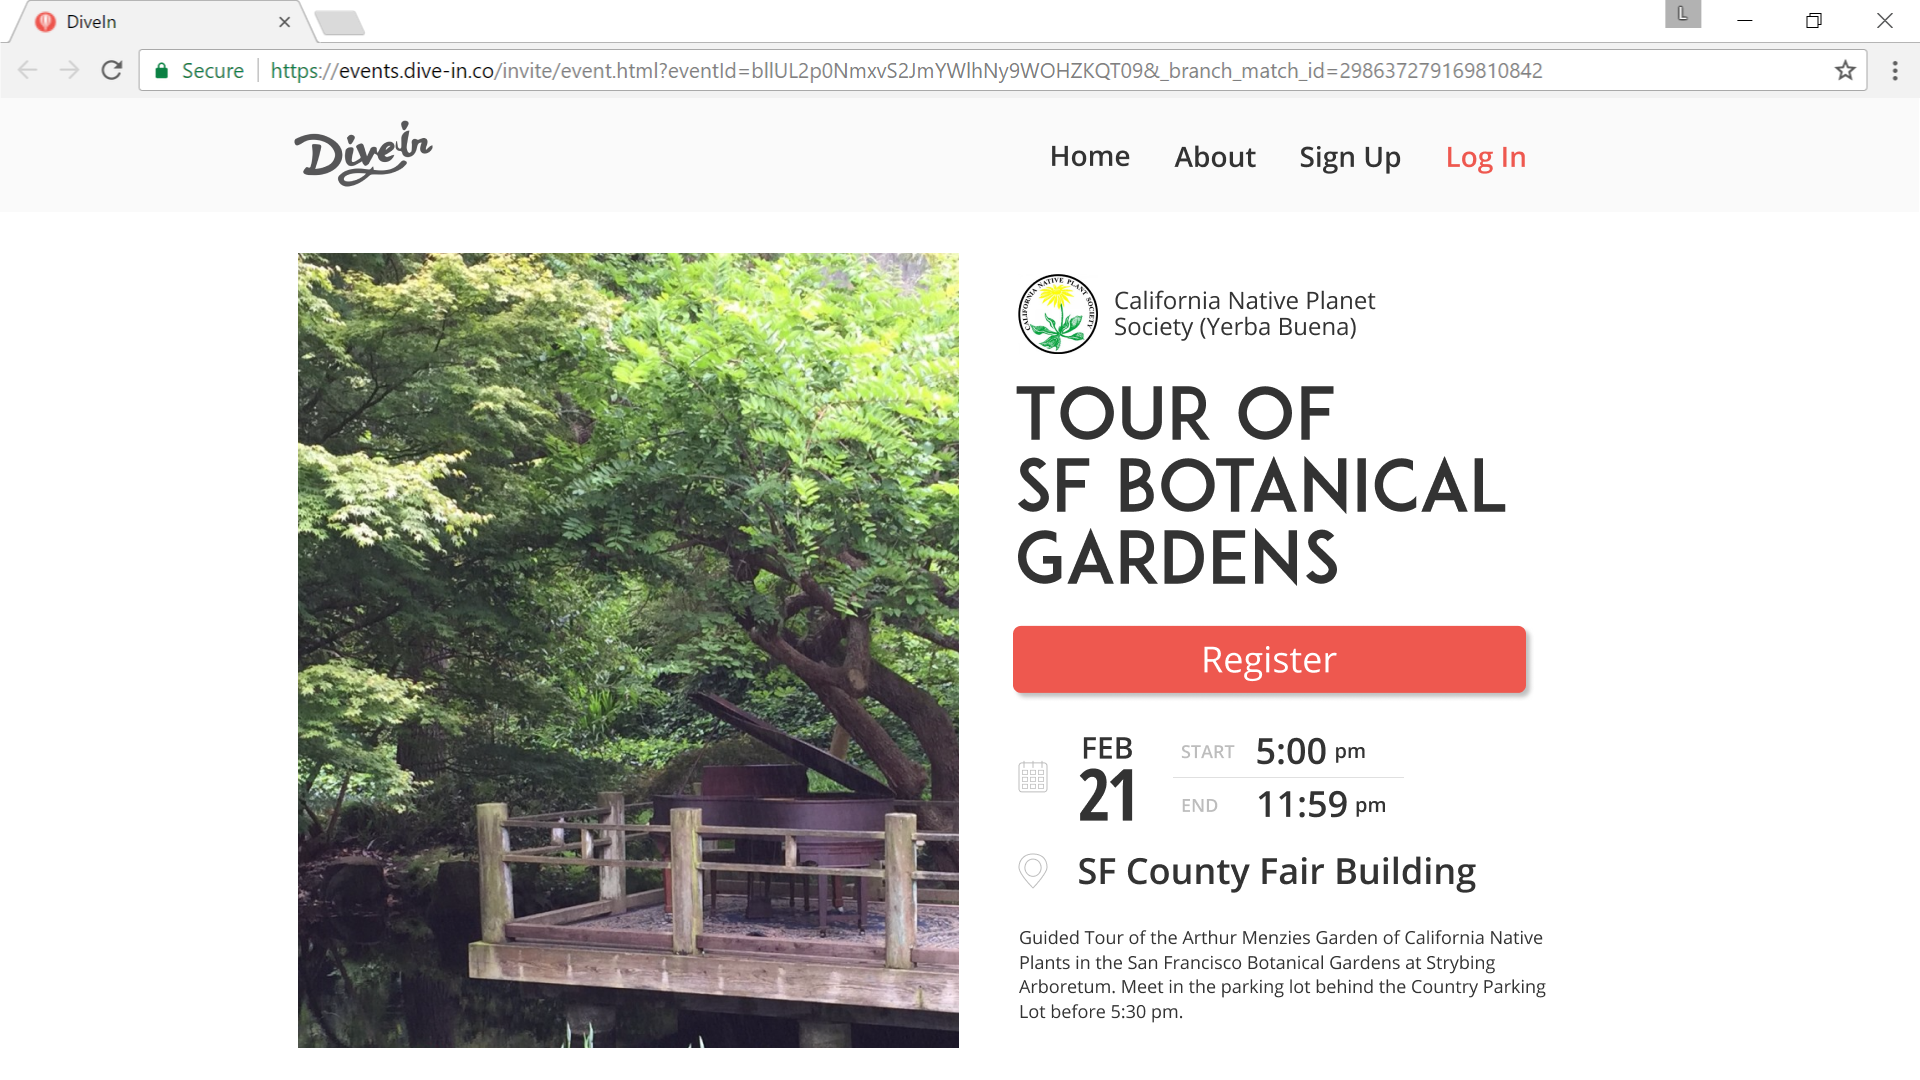 DiveIn
L
Secure https://events.dive-in.co/invite/event.html?eventId=bllUL2p0NmxvS2JmYWlhNy9WOHZKQT09&_branch_match_id=298637279169810842
DiveIn
Home About Sign Up Log In
CALIFORNIA NATIVE PLANT SOCIETY
California Native Planet
Society (Yerba Buena)
TOUR OF
SF BOTANICAL
GARDENS
Register
FEB
21
START 5:00 pm
END 11:59 pm
SF County Fair Building
Guided Tour of the Arthur Menzies Garden of California Native
Plants in the San Francisco Botanical Gardens at Strybing
Arboretum. Meet in the parking lot behind the Country Parking
Lot before 5:30 pm.